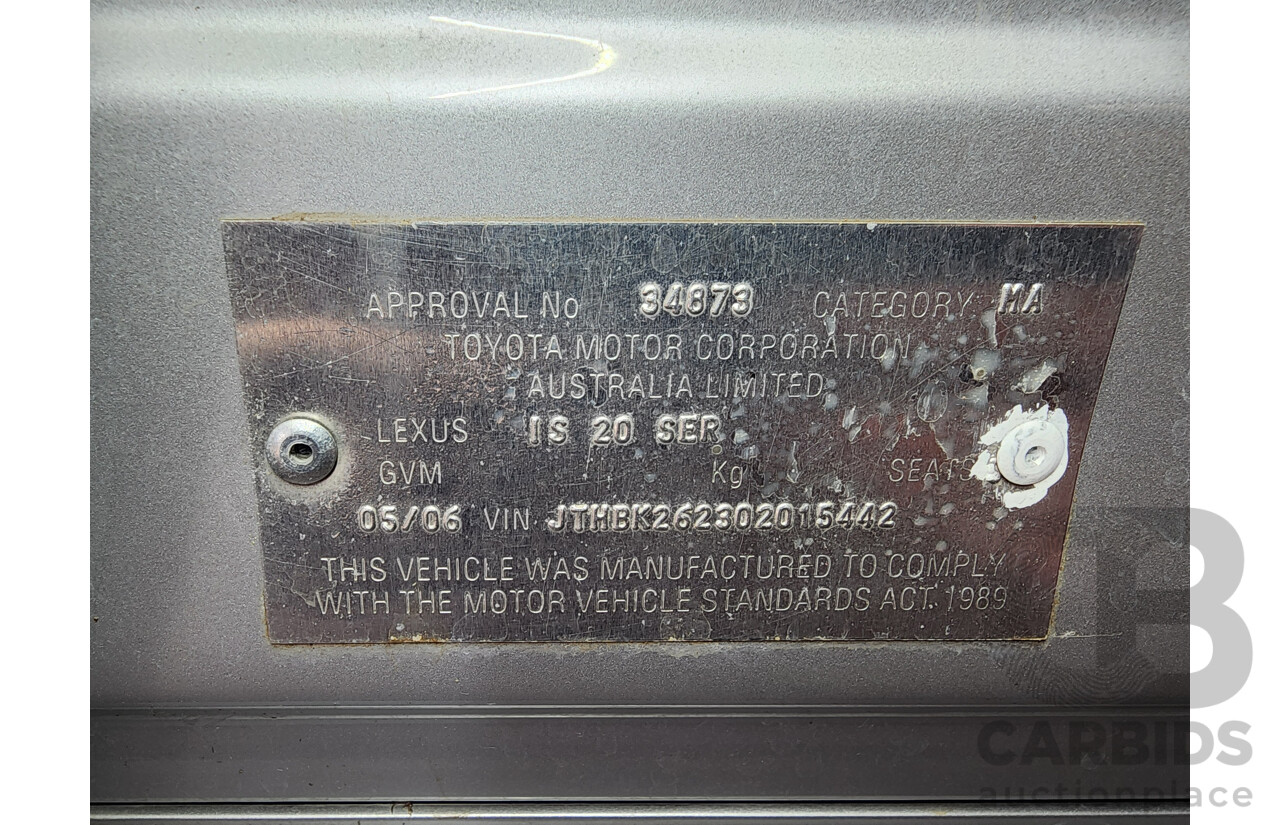 APPROVAL No 34873 CATEGORY MA
TOYOTA MOTOR CORPORATION
AUSTRALIA LIMITED
LEXUS IS 20 SER
GVM Kg SEATS
05/06 VIN JTHBK262302015442
THIS VEHICLE WAS MANUFACTURED TO COMPLY
WITH THE MOTOR VEHICLE STANDARDS ACT 1989
B
CARBIDS
auctionplace